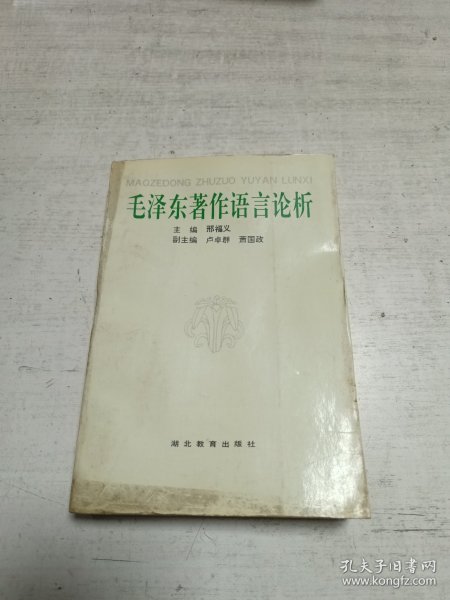 MAOZEDONG ZHUZUO YUYAN LUNXI
毛泽东著作语言论析
主 编 邢福义
副主编 卢卓群 萧国政
湖北教育出版社
孔夫子旧书网
www.kongfz.com